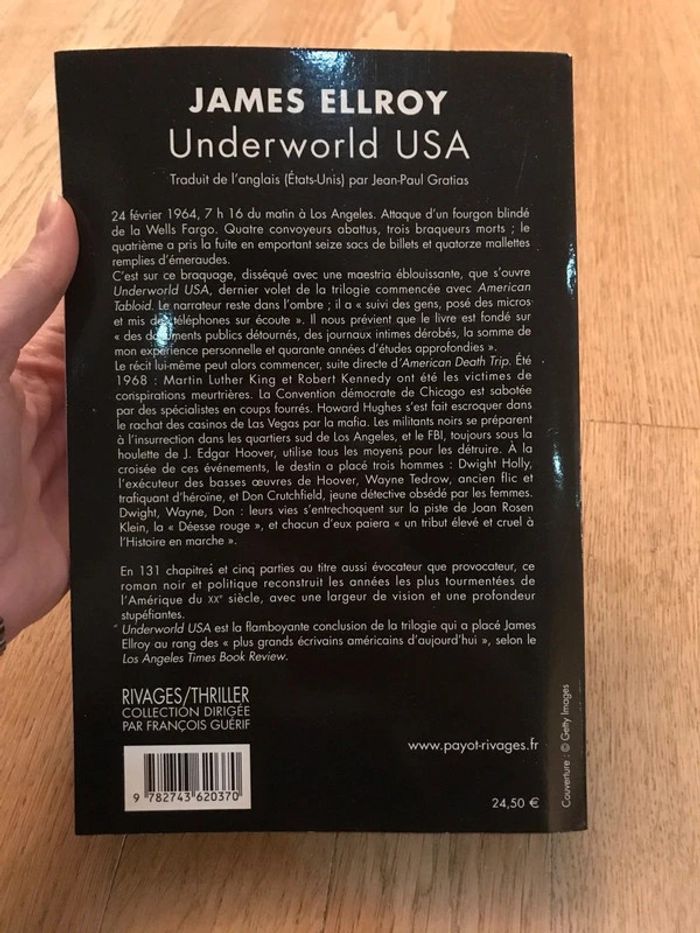 JAMES ELLROY
Underworld USA
Traduit de l'anglais (États-Unis) par Jean-Paul Gratias
24 février 1964, 7 h 16 du matin à Los Angeles. Attaque d'un fourgon blindé
de la Wells Fargo. Quatre convoyeurs abattus, trois braqueurs morts ; le
quatrième a pris la fuite en emportant seize sacs de billets et quatorze mallettes
remplies d'émeraudes.
C'est sur ce braquage, disséqué avec une maestria éblouissante, que s'ouvre
Underworld USA, dernier volet de la trilogie commencée avec American
Tabloid. Le narrateur reste dans l'ombre ; il a « suivi des gens, posé des micros
et mis des téléphones sur écoute ». Il nous prévient que le livre est fondé sur
« des documents publics détournés, des journaux intimes dérobés, la somme de
mon expérience personnelle et quarante années d'études approfondies ».
Le récit lui-même peut alors commencer, suite directe d'American Death Trip. Été
1968 : Martin Luther King et Robert Kennedy ont été les victimes de
conspirations meurtrières. La Convention démocrate de Chicago est sabotée
par des spécialistes en coups fourrés. Howard Hughes s'est fait escroquer dans
le rachat des casinos de Las Vegas par la mafia. Les militants noirs se préparent
à l'insurrection dans les quartiers sud de Los Angeles, et le FBI, toujours sous la
houlette de J. Edgar Hoover, utilise tous les moyens pour les détruire. À la
croisée de ces événements, le destin a placé trois hommes : Dwight Holly,
l'exécuteur des basses œuvres de Hoover, Wayne Tedrow, ancien flic et
trafiquant d'héroïne, et Don Crutchfield, jeune détective obsédé par les femmes.
Dwight, Wayne, Don : leurs vies s'entrechoquent sur la piste de Joan Rosen
Klein, la « Déesse rouge », et chacun d'eux paiera « un tribut élevé et cruel à
l'Histoire en marche ».
En 131 chapitres et cinq parties au titre aussi évocateur que provocateur, ce
roman noir et politique reconstruit les années les plus tourmentées de
l'Amérique du XXe siècle, avec une largeur de vision et une profondeur
stupéfiantes.
Underworld USA est la flamboyante conclusion de la trilogie qui a placé James
Ellroy au rang des « plus grands écrivains américains d'aujourd'hui », selon le
Los Angeles Times Book Review.
RIVAGES/THRILLER
COLLECTION DIRIGÉE
PAR FRANÇOIS GUÉRIF
www.payot-rivages.fr
9 782743 620370
24,50 €
Couverture : © Getty Images